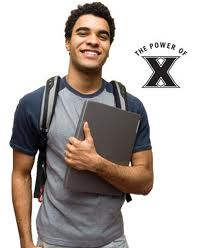 THE POWER OF
X